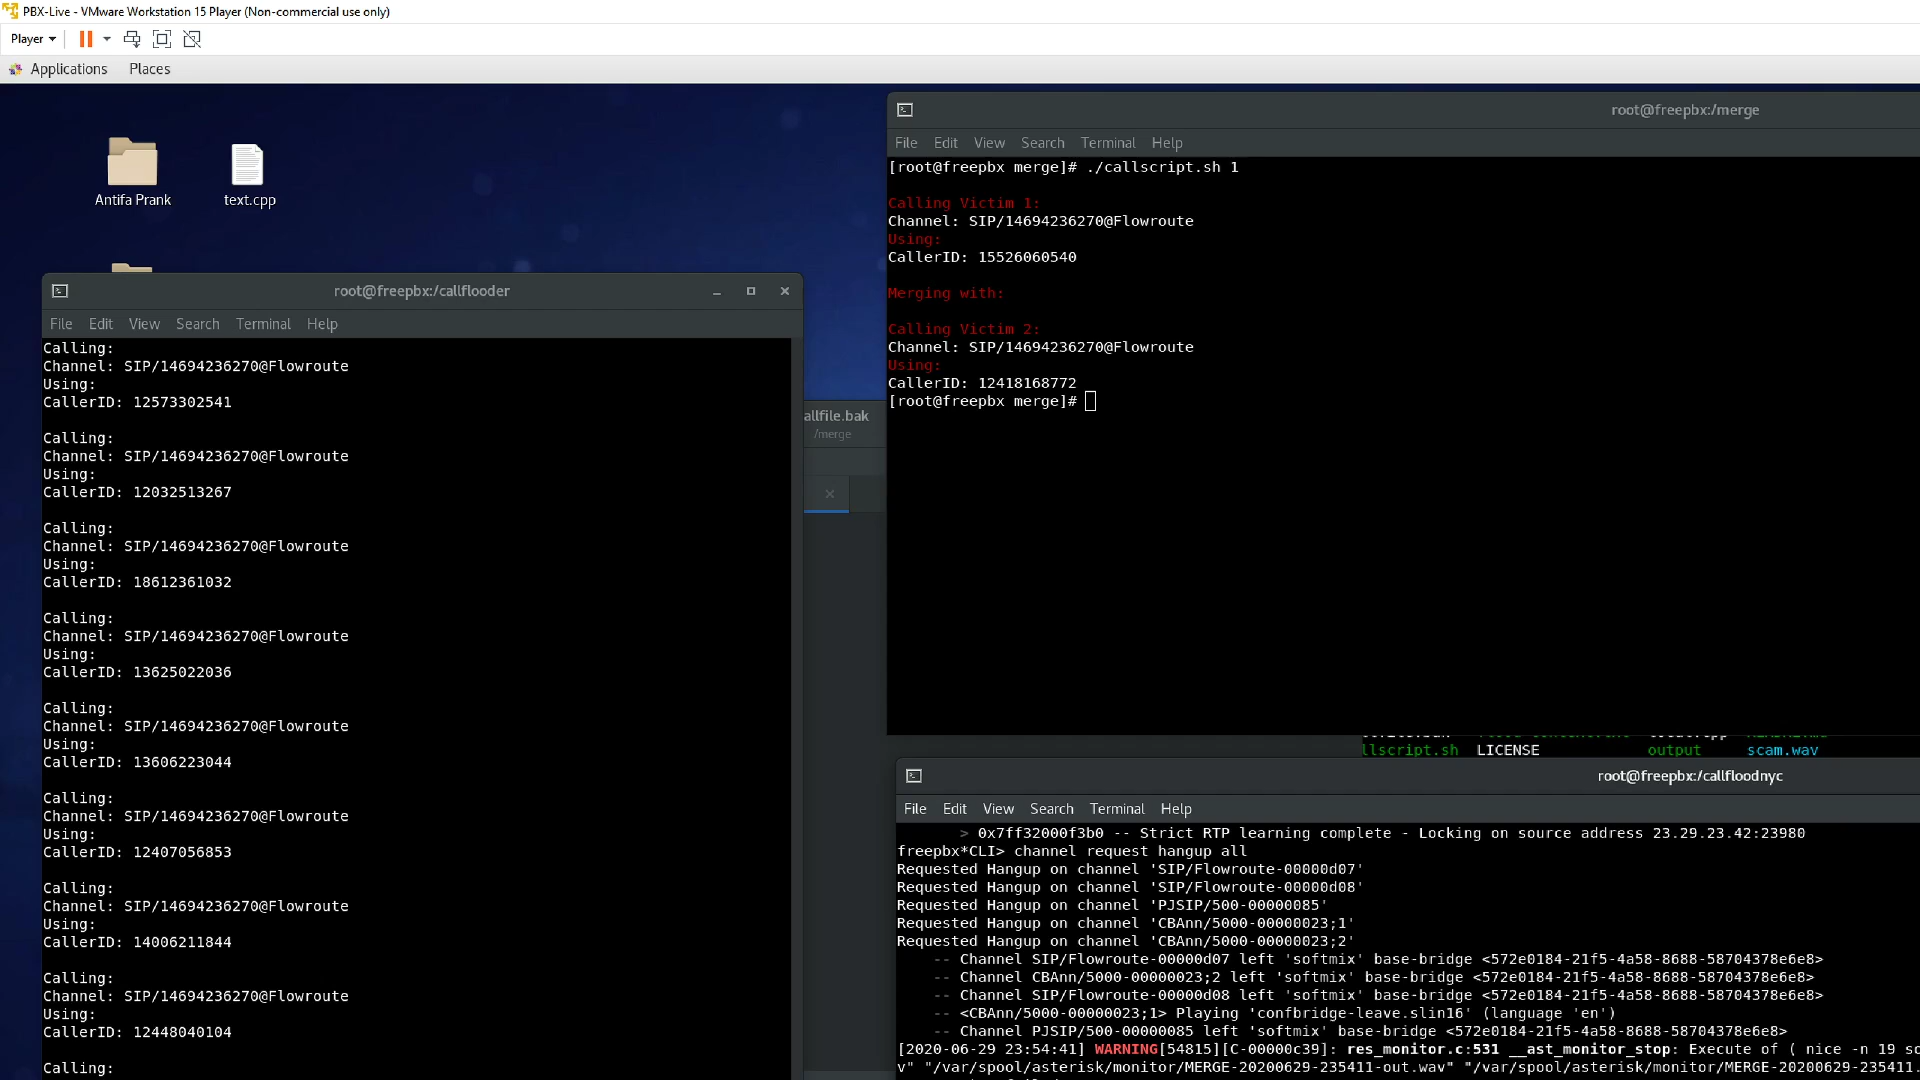 PBX-Live - VMware Workstation 15 Player (Non-commercial use only)
Player
Applications Places
Antifa Prank
text.cpp
root@freepbx:/callflooder
File Edit View Search Terminal Help
Calling:
Channel: SIP/14694236270@Flowroute
Using:
CallerID: 12573302541
Calling:
Channel: SIP/14694236270@Flowroute
Using:
CallerID: 12032513267
Calling:
Channel: SIP/14694236270@Flowroute
Using:
CallerID: 18612361032
Calling:
Channel: SIP/14694236270@Flowroute
Using:
CallerID: 13625022036
Calling:
Channel: SIP/14694236270@Flowroute
Using:
CallerID: 13606223044
Calling:
Channel: SIP/14694236270@Flowroute
Using:
CallerID: 12407056853
Calling:
Channel: SIP/14694236270@Flowroute
Using:
CallerID: 14006211844
Calling:
Channel: SIP/14694236270@Flowroute
Using:
CallerID: 12448040104
Calling:
allfile.bak
/merge
root@freepbx:/merge
File Edit View Search Terminal Help
[root@freepbx merge]# ./callscript.sh 1
Calling Victim 1:
Channel: SIP/14694236270@Flowroute
Using:
CallerID: 15526060540
Merging with:
Calling Victim 2:
Channel: SIP/14694236270@Flowroute
Using:
CallerID: 12418168772
[root@freepbx merge]#
llscript.sh LICENSE output scam.wav
root@freepbx:/callfloodnyc
File Edit View Search Terminal Help
> 0x7ff32000f3b0 -- Strict RTP learning complete - Locking on source address 23.29.23.42:23980
freepbx*CLI> channel request hangup all
Requested Hangup on channel 'SIP/Flowroute-00000d07'
Requested Hangup on channel 'SIP/Flowroute-00000d08'
Requested Hangup on channel 'PJSIP/500-00000085'
Requested Hangup on channel 'CBAnn/5000-00000023;1'
Requested Hangup on channel 'CBAnn/5000-00000023;2'
-- Channel SIP/Flowroute-00000d07 left 'softmix' base-bridge <572e0184-21f5-4a58-8688-58704378e6e8>
-- Channel CBAnn/5000-00000023;2 left 'softmix' base-bridge <572e0184-21f5-4a58-8688-58704378e6e8>
-- Channel SIP/Flowroute-00000d08 left 'softmix' base-bridge <572e0184-21f5-4a58-8688-58704378e6e8>
-- <CBAnn/5000-00000023;1> Playing 'confbridge-leave.slin16' (language 'en')
-- Channel PJSIP/500-00000085 left 'softmix' base-bridge <572e0184-21f5-4a58-8688-58704378e6e8>
[2020-06-29 23:54:41] WARNING[54815][C-00000c39]: res_monitor.c:531 __ast_monitor_stop: Execute of ( nice -n 19 so
v" "/var/spool/asterisk/monitor/MERGE-20200629-235411-out.wav" "/var/spool/asterisk/monitor/MERGE-20200629-235411.